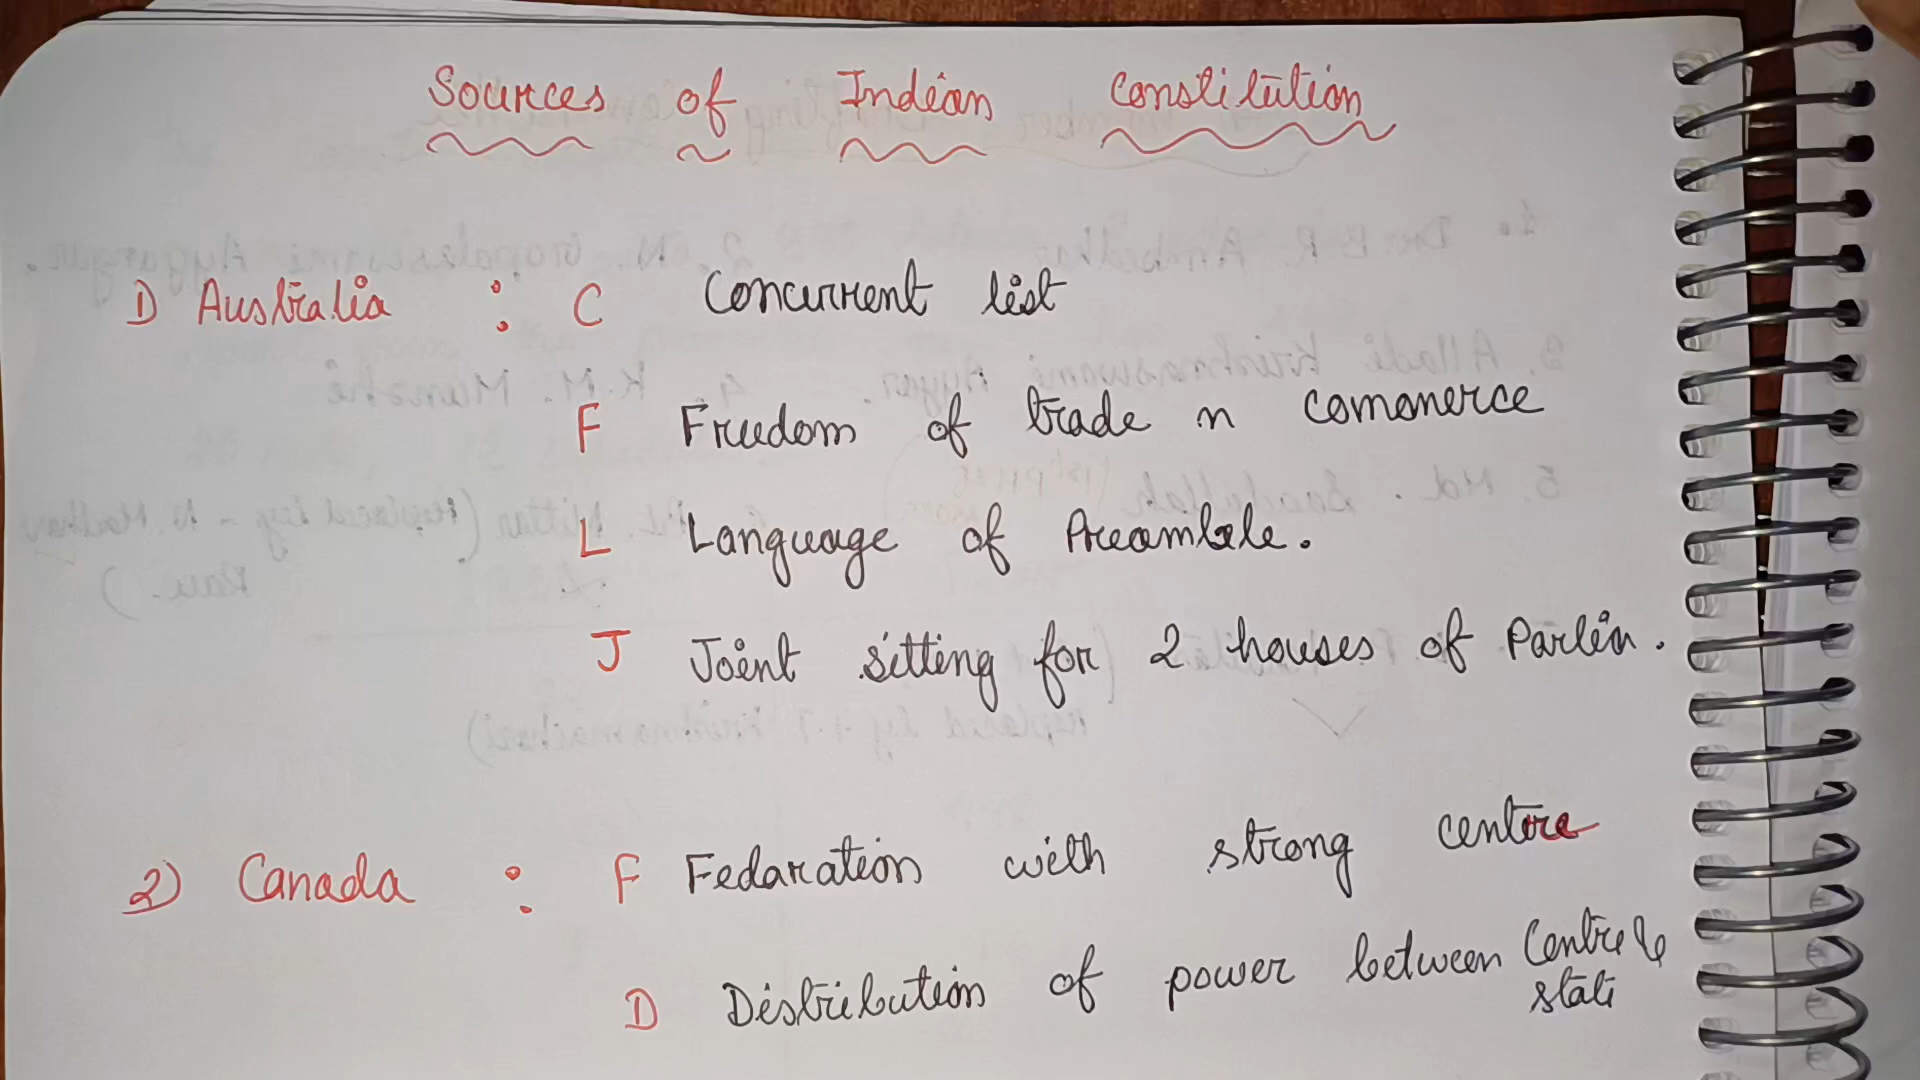 Sources of Indian Constitution
1) Australia : C Concurrent list
F Freedom of trade n commerce
L Language of Preamble.
J Joint sitting for 2 houses of Parlia.
2) Canada : F Fedaration with strong centre
D Distribution of power between Centre &
state